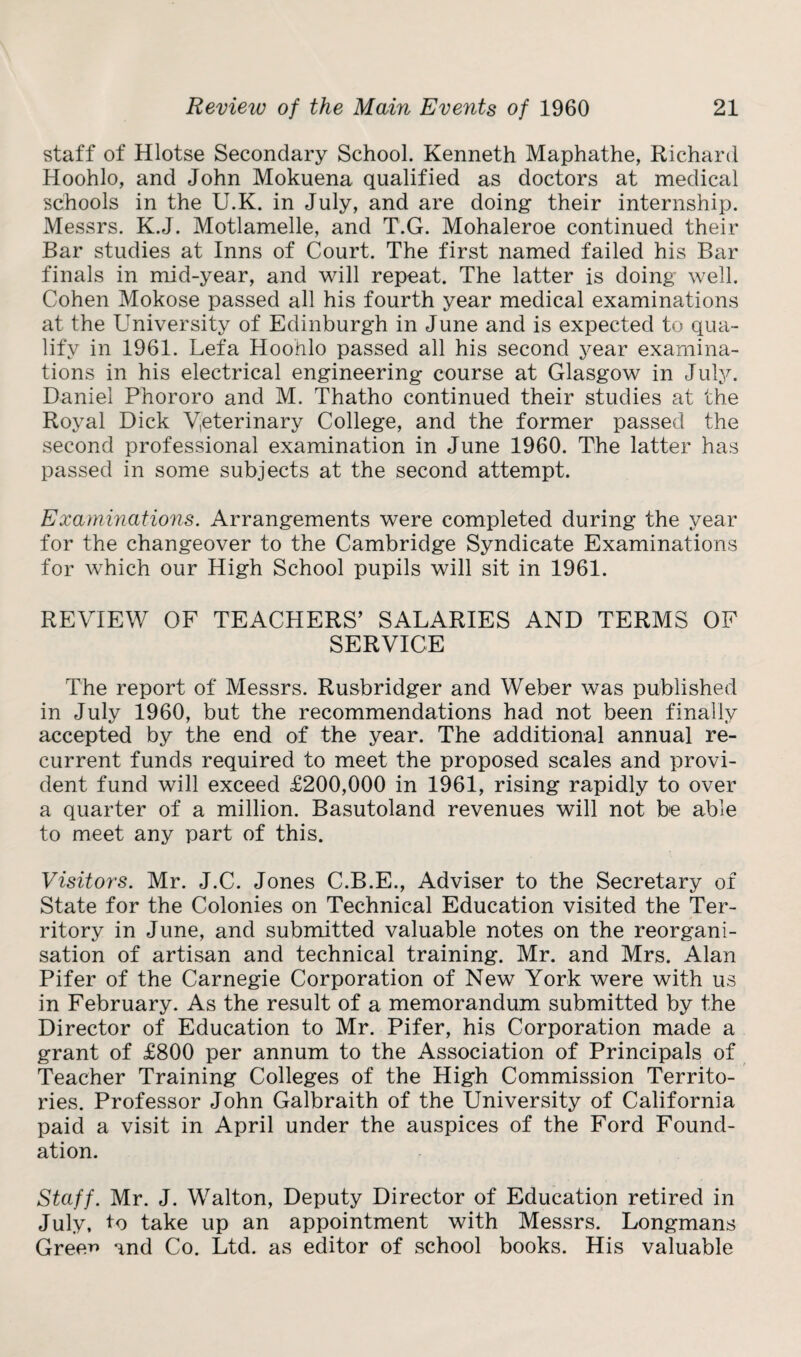 Review of the Main Events of 1960 21
staff of Hlotse Secondary School. Kenneth Maphathe, Richard
Hoohlo, and John Mokuena qualified as doctors at medical
schools in the U.K. in July, and are doing their internship.
Messrs. K.J. Motlamelle, and T.G. Mohaleroe continued their
Bar studies at Inns of Court. The first named failed his Bar
finals in mid-year, and will repeat. The latter is doing well.
Cohen Mokose passed all his fourth year medical examinations
at the University of Edinburgh in June and is expected to qua-
lify in 1961. Lefa Hoohlo passed all his second year examina-
tions in his electrical engineering course at Glasgow in July.
Daniel Phororo and M. Thatho continued their studies at the
Royal Dick Veterinary College, and the former passed the
second professional examination in June 1960. The latter has
passed in some subjects at the second attempt.
Examinations. Arrangements were completed during the year
for the changeover to the Cambridge Syndicate Examinations
for which our High School pupils will sit in 1961.
REVIEW OF TEACHERS' SALARIES AND TERMS OF
SERVICE
The report of Messrs. Rusbridger and Weber was published
in July 1960, but the recommendations had not been finally
accepted by the end of the year. The additional annual re-
current funds required to meet the proposed scales and provi-
dent fund will exceed £200,000 in 1961, rising rapidly to over
a quarter of a million. Basutoland revenues will not be able
to meet any part of this.
Visitors. Mr. J.C. Jones C.B.E., Adviser to the Secretary of
State for the Colonies on Technical Education visited the Ter-
ritory in June, and submitted valuable notes on the reorgani-
sation of artisan and technical training. Mr. and Mrs. Alan
Pifer of the Carnegie Corporation of New York were with us
in February. As the result of a memorandum submitted by the
Director of Education to Mr. Pifer, his Corporation made a
grant of £800 per annum to the Association of Principals of
Teacher Training Colleges of the High Commission Territo-
ries. Professor John Galbraith of the University of California
paid a visit in April under the auspices of the Ford Found-
ation.
Staff. Mr. J. Walton, Deputy Director of Education retired in
July, to take up an appointment with Messrs. Longmans
Green and Co. Ltd. as editor of school books. His valuable